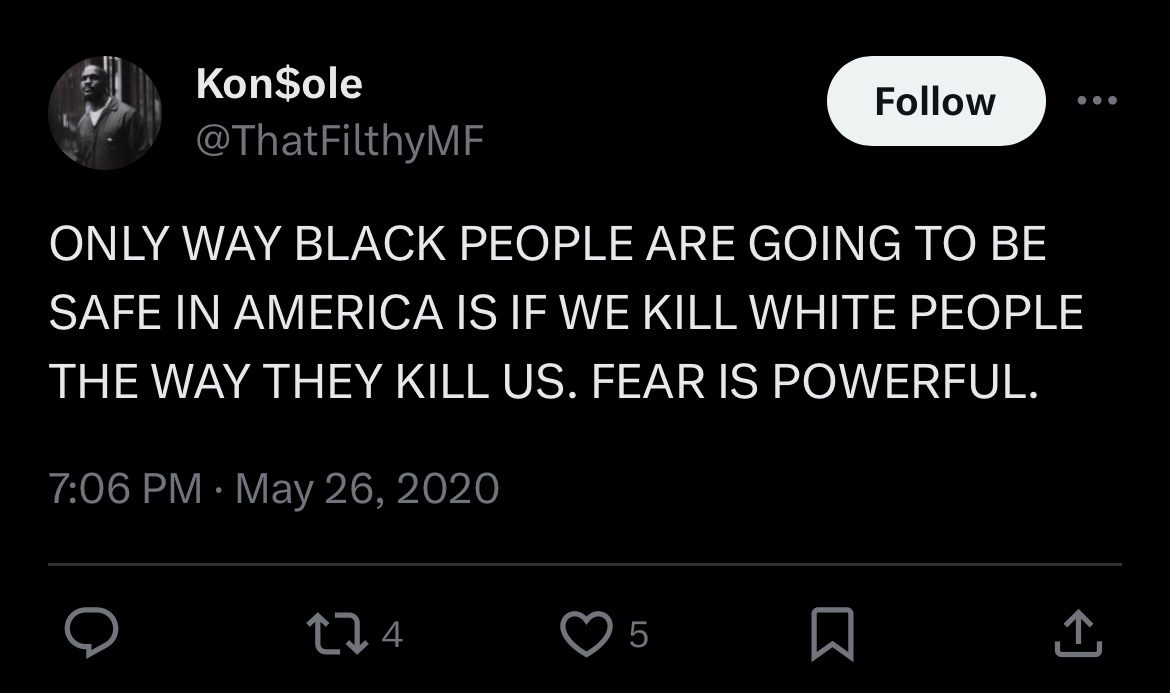 Kon$ole
@ThatFilthyMF
Follow
ONLY WAY BLACK PEOPLE ARE GOING TO BE
SAFE IN AMERICA IS IF WE KILL WHITE PEOPLE
THE WAY THEY KILL US. FEAR IS POWERFUL.
7:06 PM · May 26, 2020
4
5